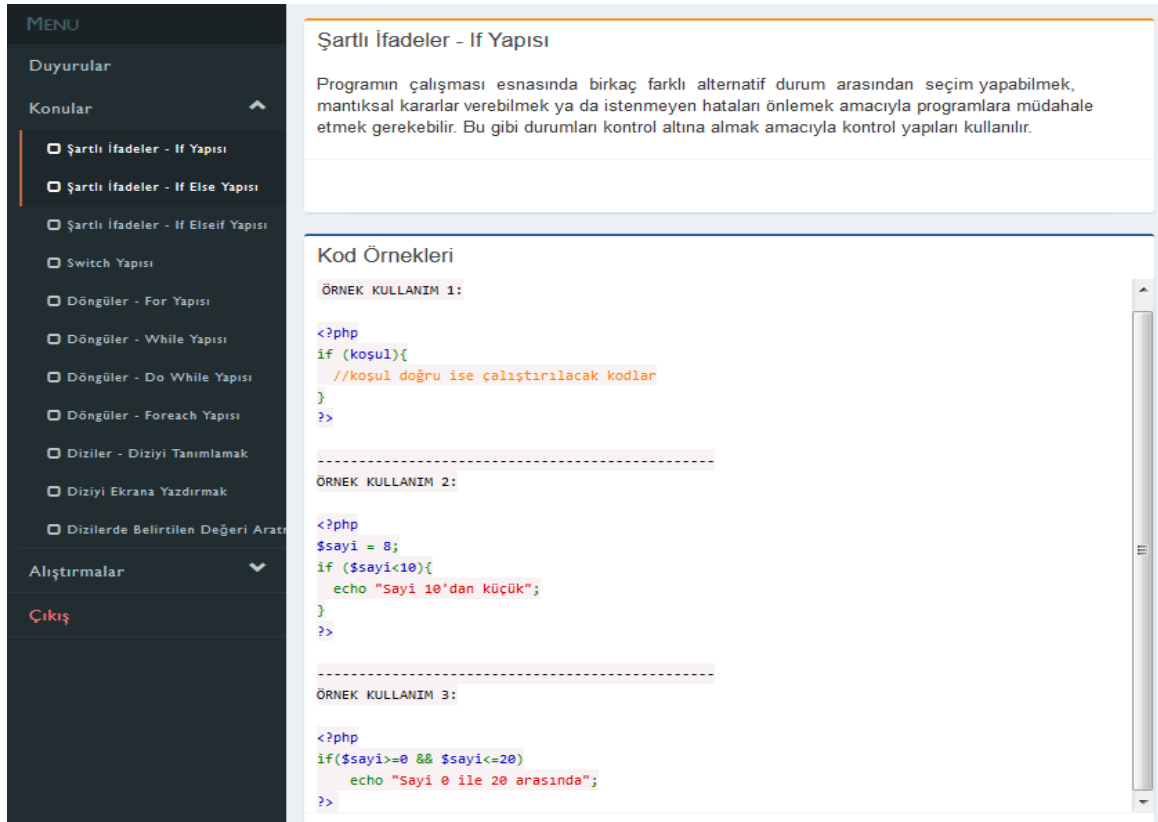 MENU
Duyurular
Konular
Şartlı İfadeler - If Yapısı
Şartlı İfadeler - If Else Yapısı
Şartlı İfadeler - If Elseif Yapısı
Switch Yapısı
Döngüler - For Yapısı
Döngüler - While Yapısı
Döngüler - Do While Yapısı
Döngüler - Foreach Yapısı
Diziler - Diziyi Tanımlamak
Diziyi Ekrana Yazdırmak
Dizilerde Belirtilen Değeri Aratı
Alıştırmalar
Çıkış
Şartlı İfadeler - If Yapısı
Programın çalışması esnasında birkaç farklı alternatif durum arasından seçim yapabilmek,
mantıksal kararlar verebilmek ya da istenmeyen hataları önlemek amacıyla programlara müdahale
etmek gerekebilir. Bu gibi durumları kontrol altına almak amacıyla kontrol yapıları kullanılır.
Kod Örnekleri
ÖRNEK KULLANIM 1:
<?php
if (koşul){
//koşul doğru ise çalıştırılacak kodlar
}
?>
------------------------------------------------
ÖRNEK KULLANIM 2:
<?php
$sayi = 8;
if ($sayi<10){
echo "Sayi 10'dan küçük";
}
?>
------------------------------------------------
ÖRNEK KULLANIM 3:
<?php
if($sayi>=0 && $sayi<=20)
echo "Sayi 0 ile 20 arasında";
?>